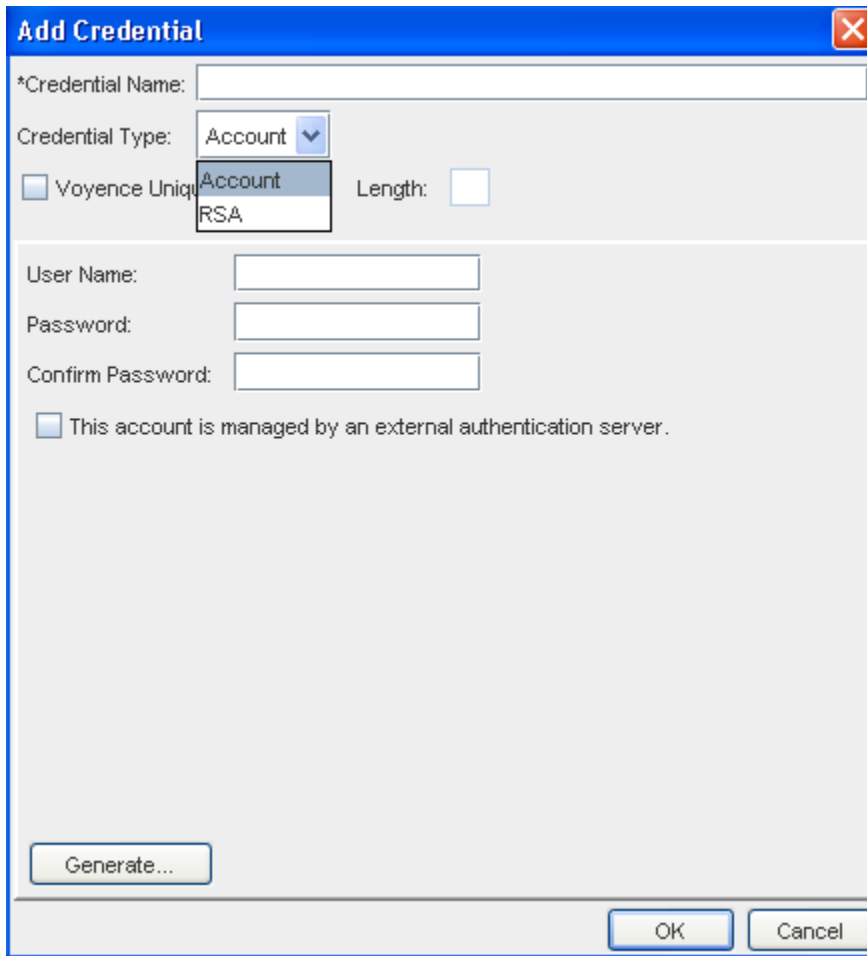 Add Credential
*Credential Name:
Credential Type: Account
Account
RSA
Voyence Length:
User Name:
Password:
Confirm Password:
This account is managed by an external authentication server.
Generate...
OK Cancel